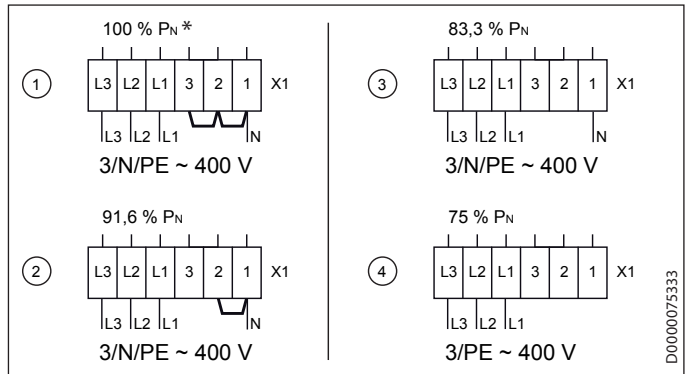 100 % PN *
1
L3 L2 L1 3 2 1 X1
L3 L2 L1 N
3/N/PE ~ 400 V
91,6 % PN
2
L3 L2 L1 3 2 1 X1
L3 L2 L1 N
3/N/PE ~ 400 V
83,3 % PN
3
L3 L2 L1 3 2 1 X1
L3 L2 L1 N
3/N/PE ~ 400 V
75 % PN
4
L3 L2 L1 3 2 1 X1
L3 L2 L1
3/PE ~ 400 V
D0000075333